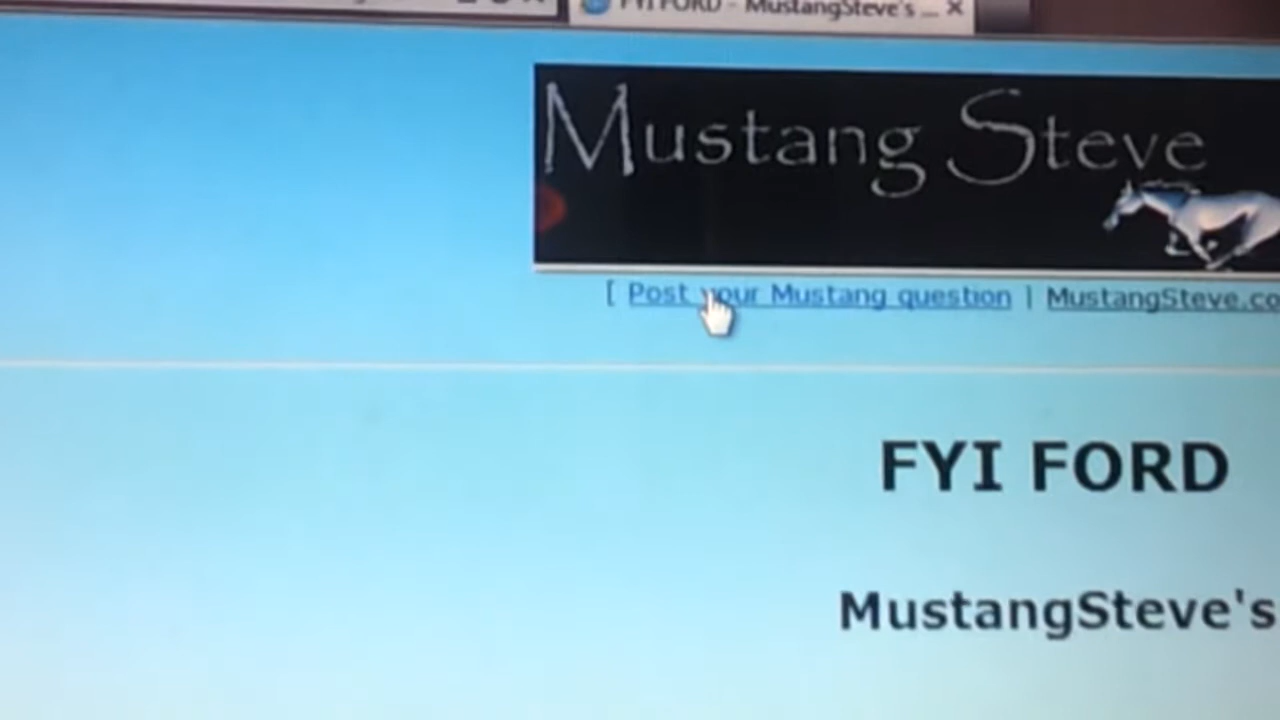 FYI FORD - MustangSteve's ...
Mustang Steve
[ Post your Mustang question | MustangSteve.co
FYI FORD
MustangSteve's